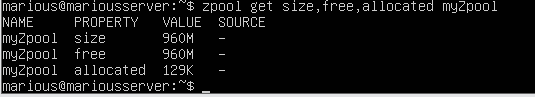 marious@mariousserver:~$ zpool get size,free,allocated myZpool
NAME PROPERTY VALUE SOURCE
myZpool size 960M -
myZpool free 960M -
myZpool allocated 129K -
marious@mariousserver:~$ _